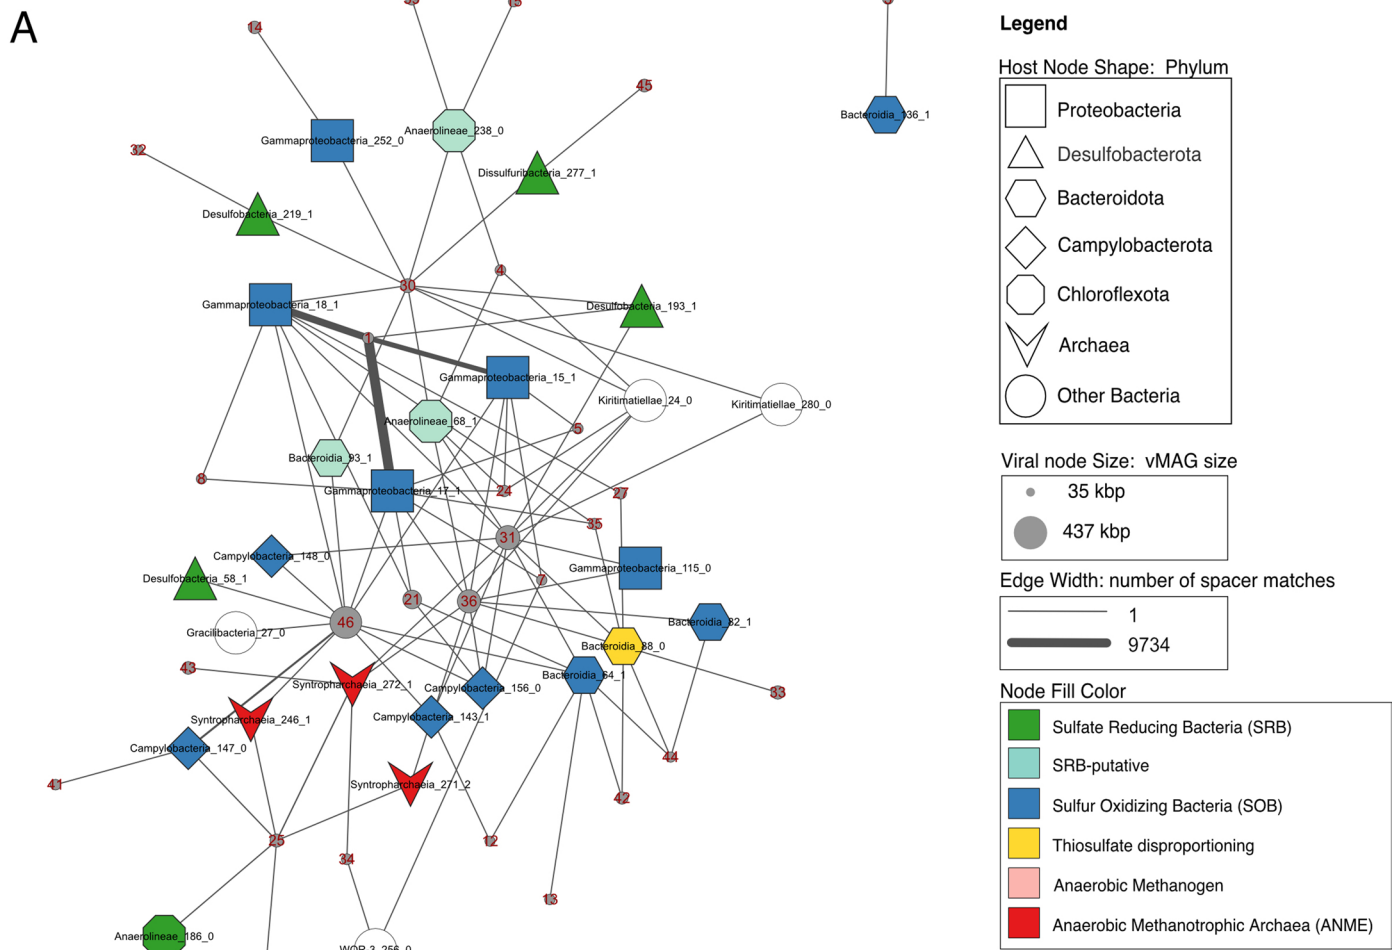 A
14
45
32
Gammaproteobacteria_252_0
Anaerolineae_238_0
Dissulfuribacteria_277_1
Desulfobacteria_219_1
Bacteroidia_136_1
4
30
Gammaproteobacteria_18_1
Desulfobacteria_193_1
1
Gammaproteobacteria_15_1
Kiritimatiellae_24_0
Kiritimatiellae_280_0
Anaerolineae_68_1
5
Bacteroidia_93_1
8
Gammaproteobacteria_17_1
24
27
35
31
Campylobacteria_148_0
Gammaproteobacteria_115_0
Desulfobacteria_58_1
7
21
36
46
Gracilibacteria_27_0
Bacteroidia_32_1
Bacteroidia_38_0
43
Syntropharchaeia_272_1
Campylobacteria_156_0
Bacteroidia_64_1
33
Syntropharchaeia_246_1
Campylobacteria_143_1
Campylobacteria_147_0
44
41
Syntropharchaeia_271_2
42
25
12
34
13
Anaerolineae_186_0
WOR-3_256_0
Legend
Host Node Shape: Phylum
Proteobacteria
Desulfobacterota
Bacteroidota
Campylobacterota
Chloroflexota
Archaea
Other Bacteria
Viral node Size: vMAG size
35 kbp
437 kbp
Edge Width: number of spacer matches
1
9734
Node Fill Color
Sulfate Reducing Bacteria (SRB)
SRB-putative
Sulfur Oxidizing Bacteria (SOB)
Thiosulfate disproportioning
Anaerobic Methanogen
Anaerobic Methanotrophic Archaea (ANME)